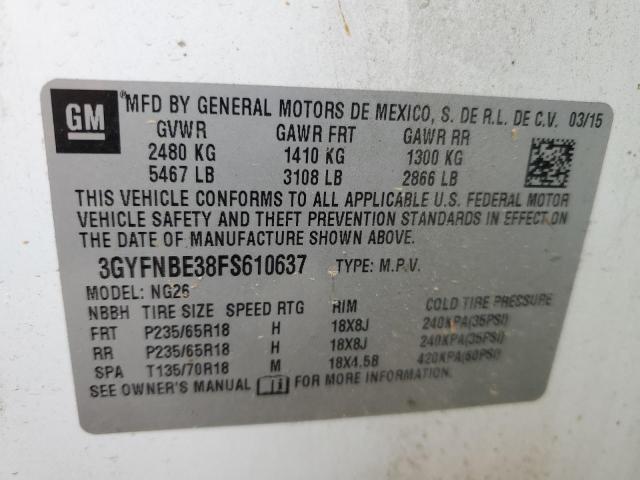 GM ® MFD BY GENERAL MOTORS DE MEXICO, S. DE R.L. DE C.V. 03/15
GVWR GAWR FRT GAWR RR
2480 KG 1410 KG 1300 KG
5467 LB 3108 LB 2866 LB
THIS VEHICLE CONFORMS TO ALL APPLICABLE U.S. FEDERAL MOTOR
VEHICLE SAFETY AND THEFT PREVENTION STANDARDS IN EFFECT ON
THE DATE OF MANUFACTURE SHOWN ABOVE.
3GYFNBE38FS610637 TYPE: M.P.V.
MODEL: NG26
NBBH TIRE SIZE SPEED RTG RIM COLD TIRE PRESSURE
FRT P235/65R18 H 18X8J 240KPA(35PSI)
RR P235/65R18 H 18X8J 240KPA(35PSI)
SPA T135/70R18 M 18X4.5B 420KPA(60PSI)
SEE OWNER'S MANUAL FOR MORE INFORMATION.